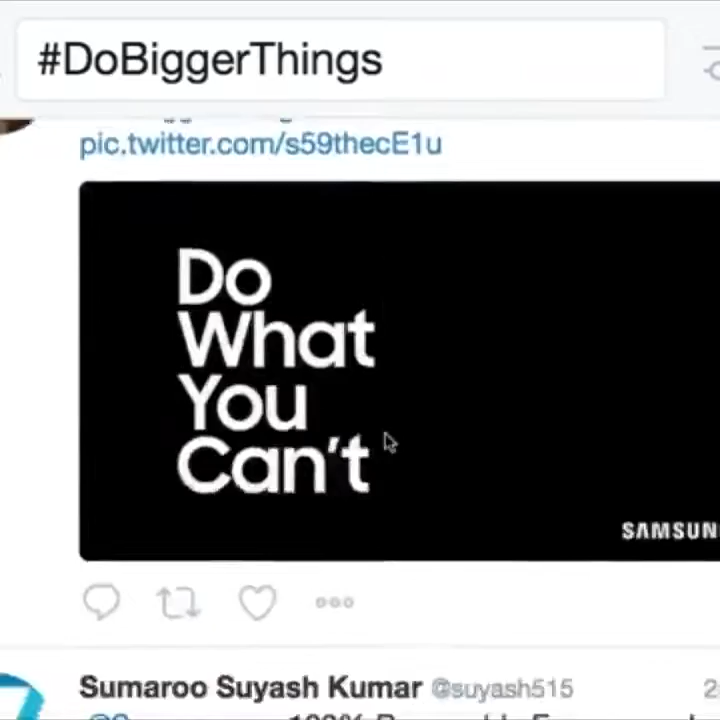 #DoBiggerThings
pic.twitter.com/s59thecE1u
Do
What
You
Can't
SAMSUN
Sumaroo Suyash Kumar @suyash515